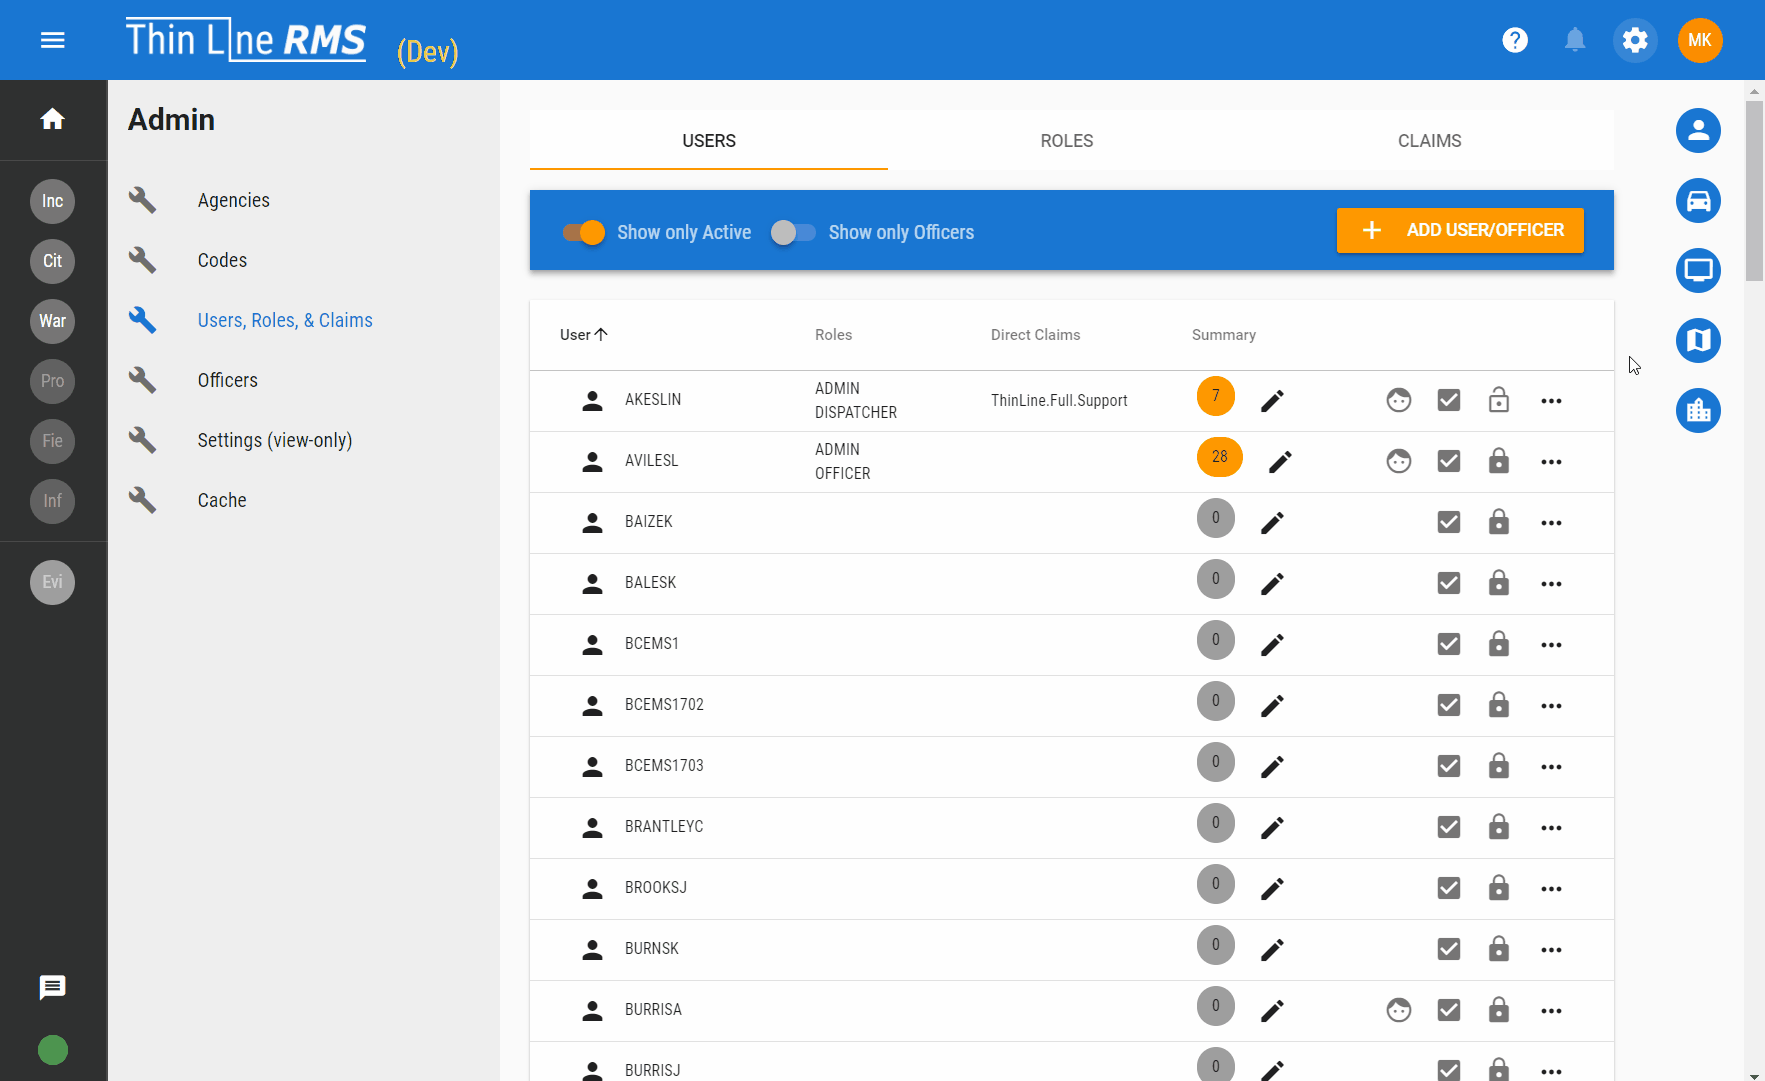 Thin Line RMS (Dev)
MK
Inc
Cit
War
Pro
Fie
Inf
Evi
Admin
Agencies
Codes
Users, Roles, & Claims
Officers
Settings (view-only)
Cache
USERS ROLES CLAIMS
Show only Active Show only Officers + ADD USER/OFFICER
User Roles Direct Claims Summary
AKESLIN ADMIN DISPATCHER ThinLine.Full.Support 7
AVILESL ADMIN OFFICER 28
BAIZEK 0
BALESK 0
BCEMS1 0
BCEMS1702 0
BCEMS1703 0
BRANTLEYC 0
BROOKSJ 0
BURNSK 0
BURRISA 0
BURRISJ 0